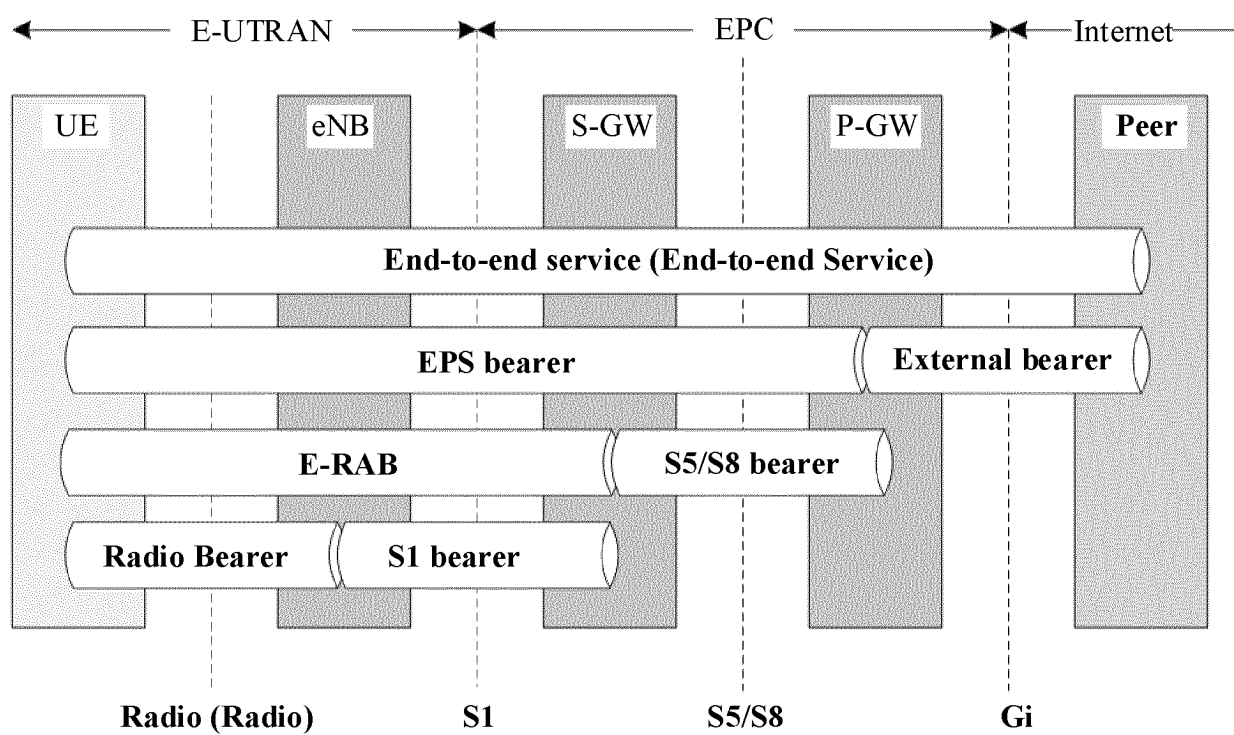 E-UTRAN EPC Internet
UE eNB S-GW P-GW Peer
End-to-end service (End-to-end Service)
EPS bearer External bearer
E-RAB S5/S8 bearer
Radio Bearer S1 bearer
Radio (Radio) S1 S5/S8 Gi